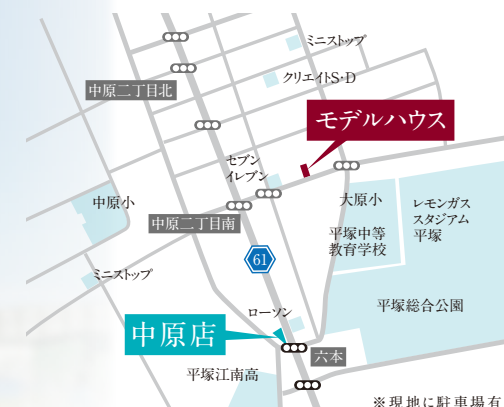 ミニストップ
クリエイトS・D
中原二丁目北
モデルハウス
セブン
イレブン
中原小
大原小
レモンガス
スタジアム
平塚
中原二丁目南
平塚中等
教育学校
61
ミニストップ
ローソン
平塚総合公園
中原店
六本
平塚江南高
※現地に駐車場有